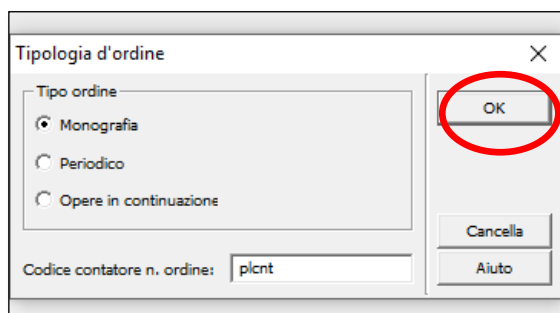 Tipologia d'ordine
Tipo ordine
Monografia
Periodico
Opere in continuazione
Codice contatore n. ordine: plcnt
OK
Cancella
Aiuto